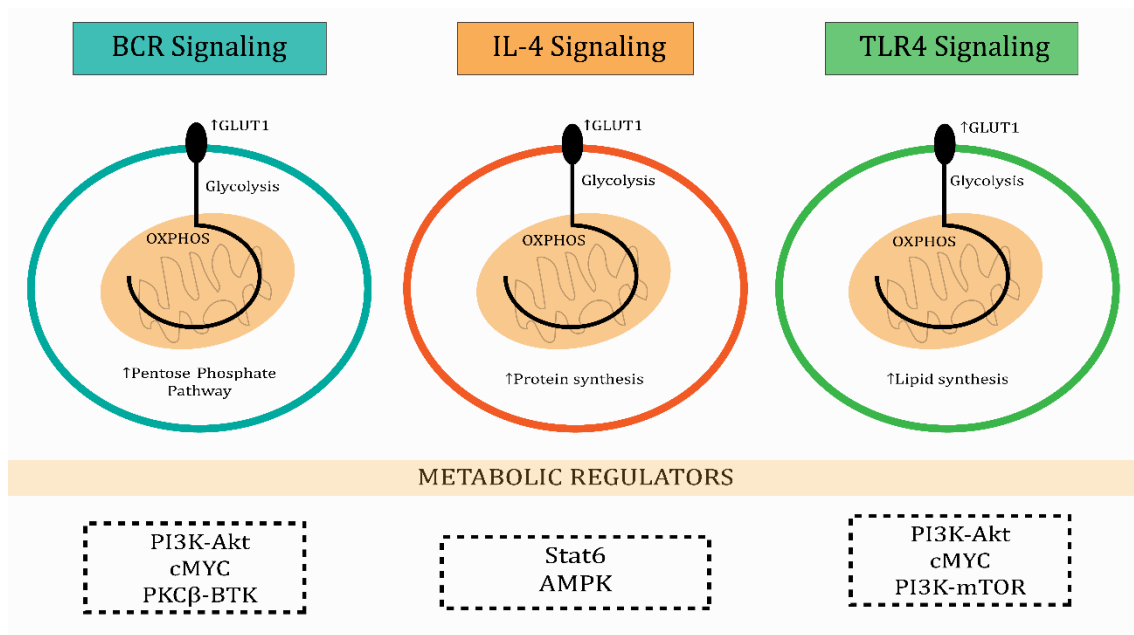 BCR Signaling
IL-4 Signaling
TLR4 Signaling
↑GLUT1
Glycolysis
OXPHOS
↑Pentose Phosphate
Pathway
↑GLUT1
Glycolysis
OXPHOS
↑Protein synthesis
↑GLUT1
Glycolysis
OXPHOS
↑Lipid synthesis
METABOLIC REGULATORS
PI3K-Akt
cMYC
PKCβ-BTK
Stat6
AMPK
PI3K-Akt
cMYC
PI3K-mTOR